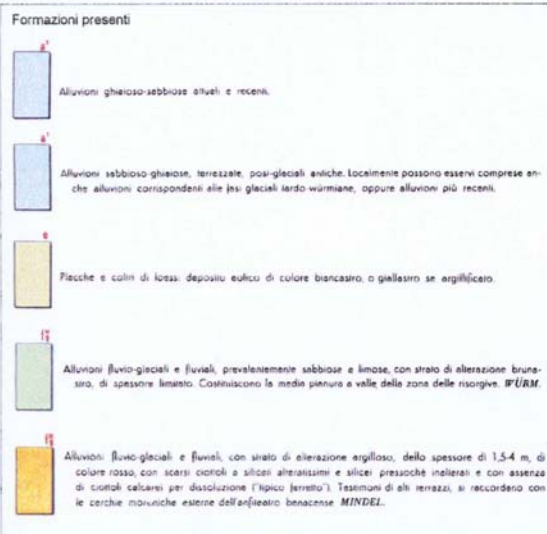 Formazioni presenti
Alluvioni ghiaioso-sabbiose attuali e recenti.
Alluvioni sabbioso-ghiaiose, terrazzate, post-glaciali antiche. Localmente possono esservi comprese an-
che alluvioni corrispondenti alle fasi glaciali tardo-würmiane, oppure alluvioni più recenti.
Placche e coltri di loess: deposito eolico di colore biancastro, o giallastro se argillificato.
Alluvioni fluvio-glaciali e fluviali, prevalentemente sabbiose e limose, con strato di alterazione bruna-
stro, di spessore limitato. Costituiscono la media pianura a valle della zona delle risorgive. WÜRM.
Alluvioni fluvio-glaciali e fluviali, con strato di alterazione argilloso, dello spessore di 1,5-4 m, di
colore rosso, con scarsi ciottoli o silicei alteratissimi e silicei pressochè inalterati e con assenza
di ciottoli calcarei per dissoluzione ("tipico ferretto"). Testimoni di alti terrazzi, si raccordano con
le cerchie moreniche esterne dell'anfiteatro benacense MINDEL.